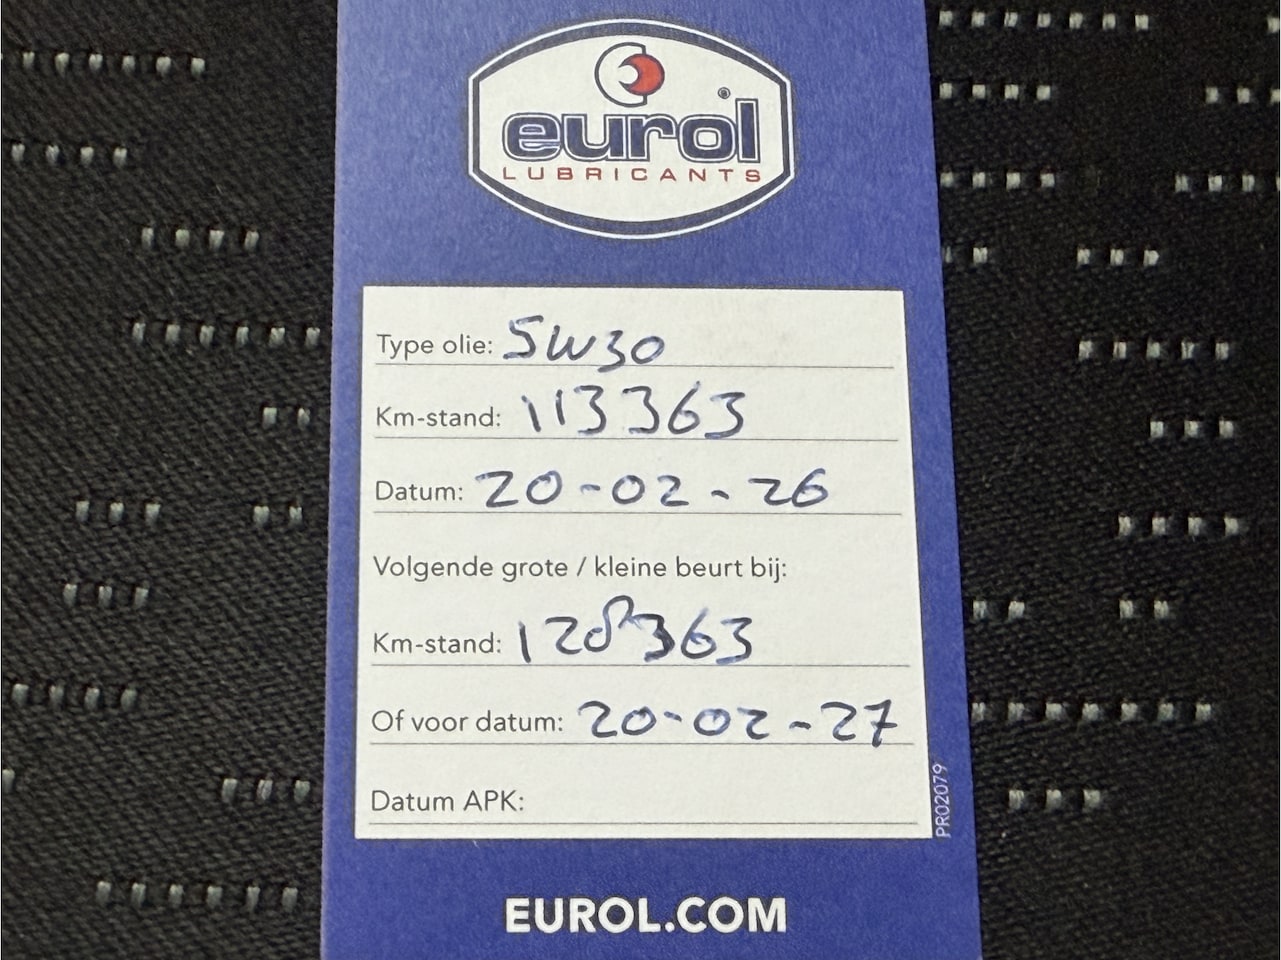 eurol
LUBRICANTS
Type olie: 5W30
Km-stand: 113363
Datum: 20-02-26
Volgende grote / kleine beurt bij:
Km-stand: 128363
Of voor datum: 20-02-27
Datum APK:
PR02079
EUROL.COM